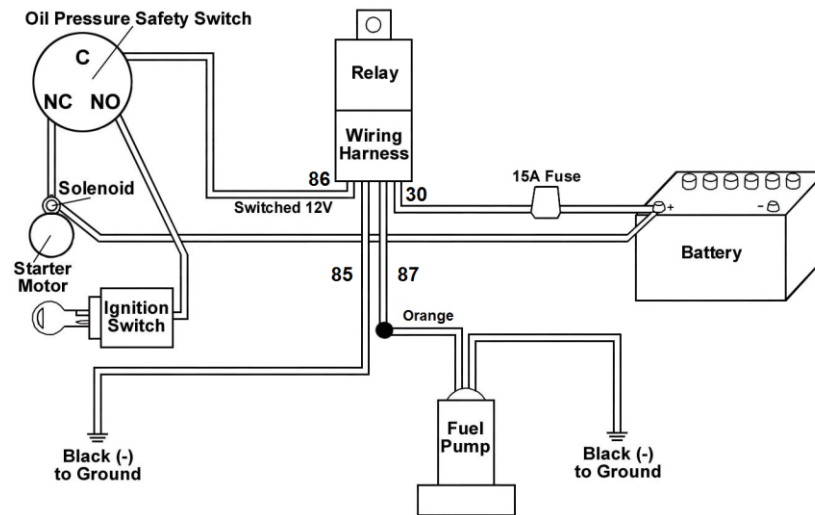 Oil Pressure Safety Switch
C
NC NO
Solenoid
Starter
Motor
Ignition
Switch
Relay
Wiring
Harness
86
Switched 12V
30
15A Fuse
+
-
Battery
85
87
Orange
Fuel
Pump
Black (-)
to Ground
Black (-)
to Ground